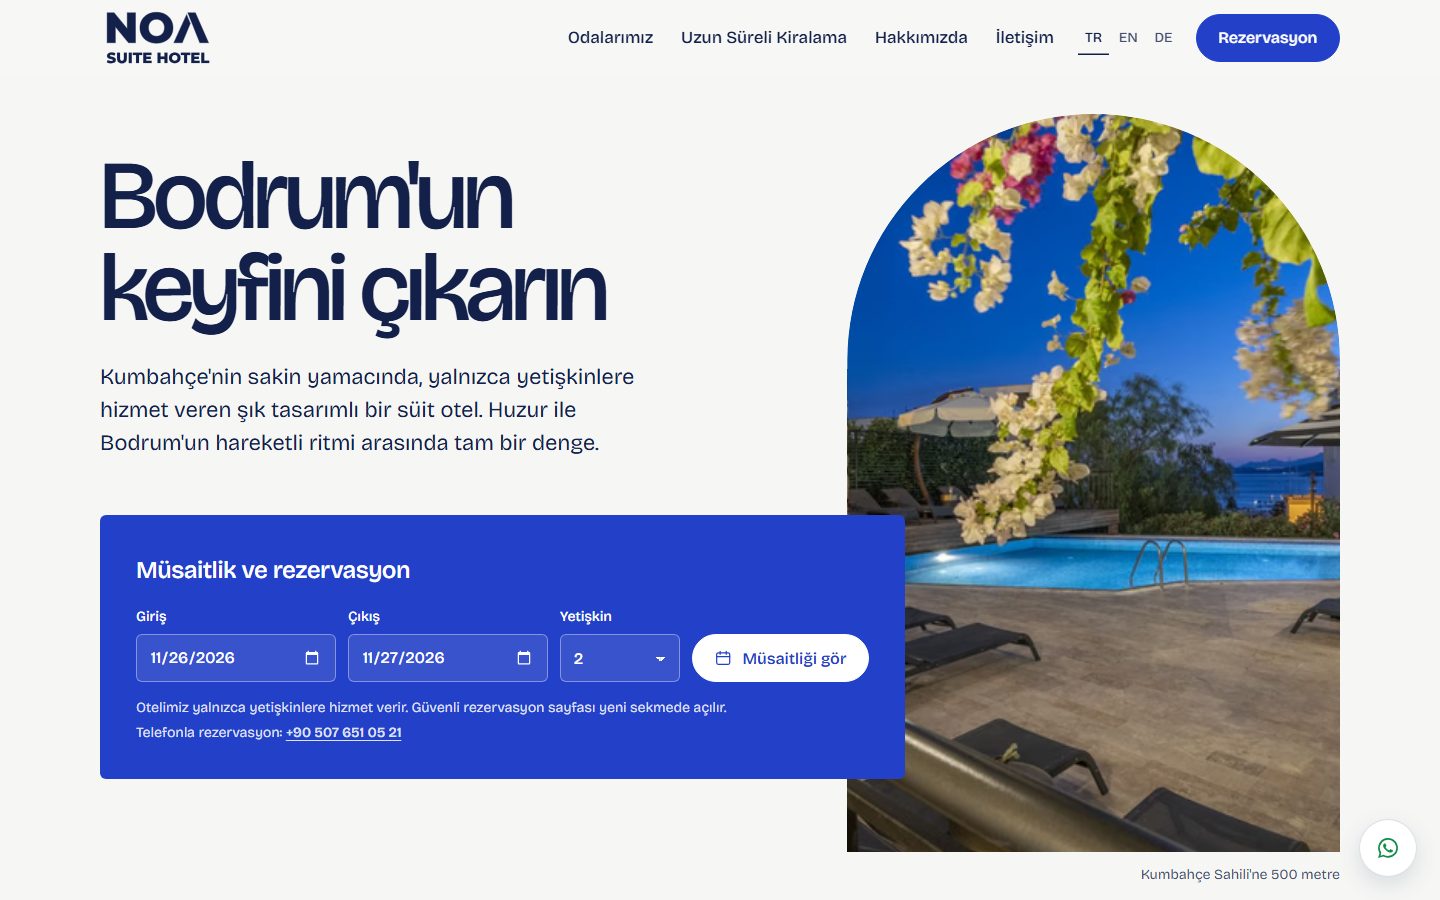 NOA
SUITE HOTEL
Odalarımız
Uzun Süreli Kiralama
Hakkımızda
İletişim
TR
EN
DE
Rezervasyon
Bodrum'un
keyfini çıkarın
Kumbahçe'nin sakin yamacında, yalnızca yetişkinlere
hizmet veren şık tasarımlı bir süit otel. Huzur ile
Bodrum'un hareketli ritmi arasında tam bir denge.
Müsaitlik ve rezervasyon
Giriş
Çıkış
Yetişkin
11/26/2026
11/27/2026
2
Müsaitliği gör
Otelimiz yalnızca yetişkinlere hizmet verir. Güvenli rezervasyon sayfası yeni sekmede açılır.
Telefonla rezervasyon: +90 507 651 05 21
Kumbahçe Sahili'ne 500 metre